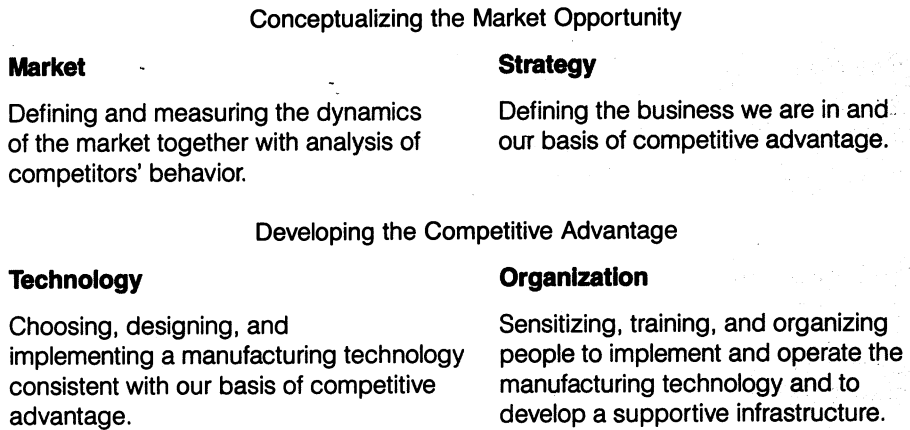 Conceptualizing the Market Opportunity
Market
Defining and measuring the dynamics
of the market together with analysis of
competitors' behavior.
Strategy
Defining the business we are in and
our basis of competitive advantage.
Developing the Competitive Advantage
Technology
Choosing, designing, and
implementing a manufacturing technology
consistent with our basis of competitive
advantage.
Organization
Sensitizing, training, and organizing
people to implement and operate the
manufacturing technology and to
develop a supportive infrastructure.